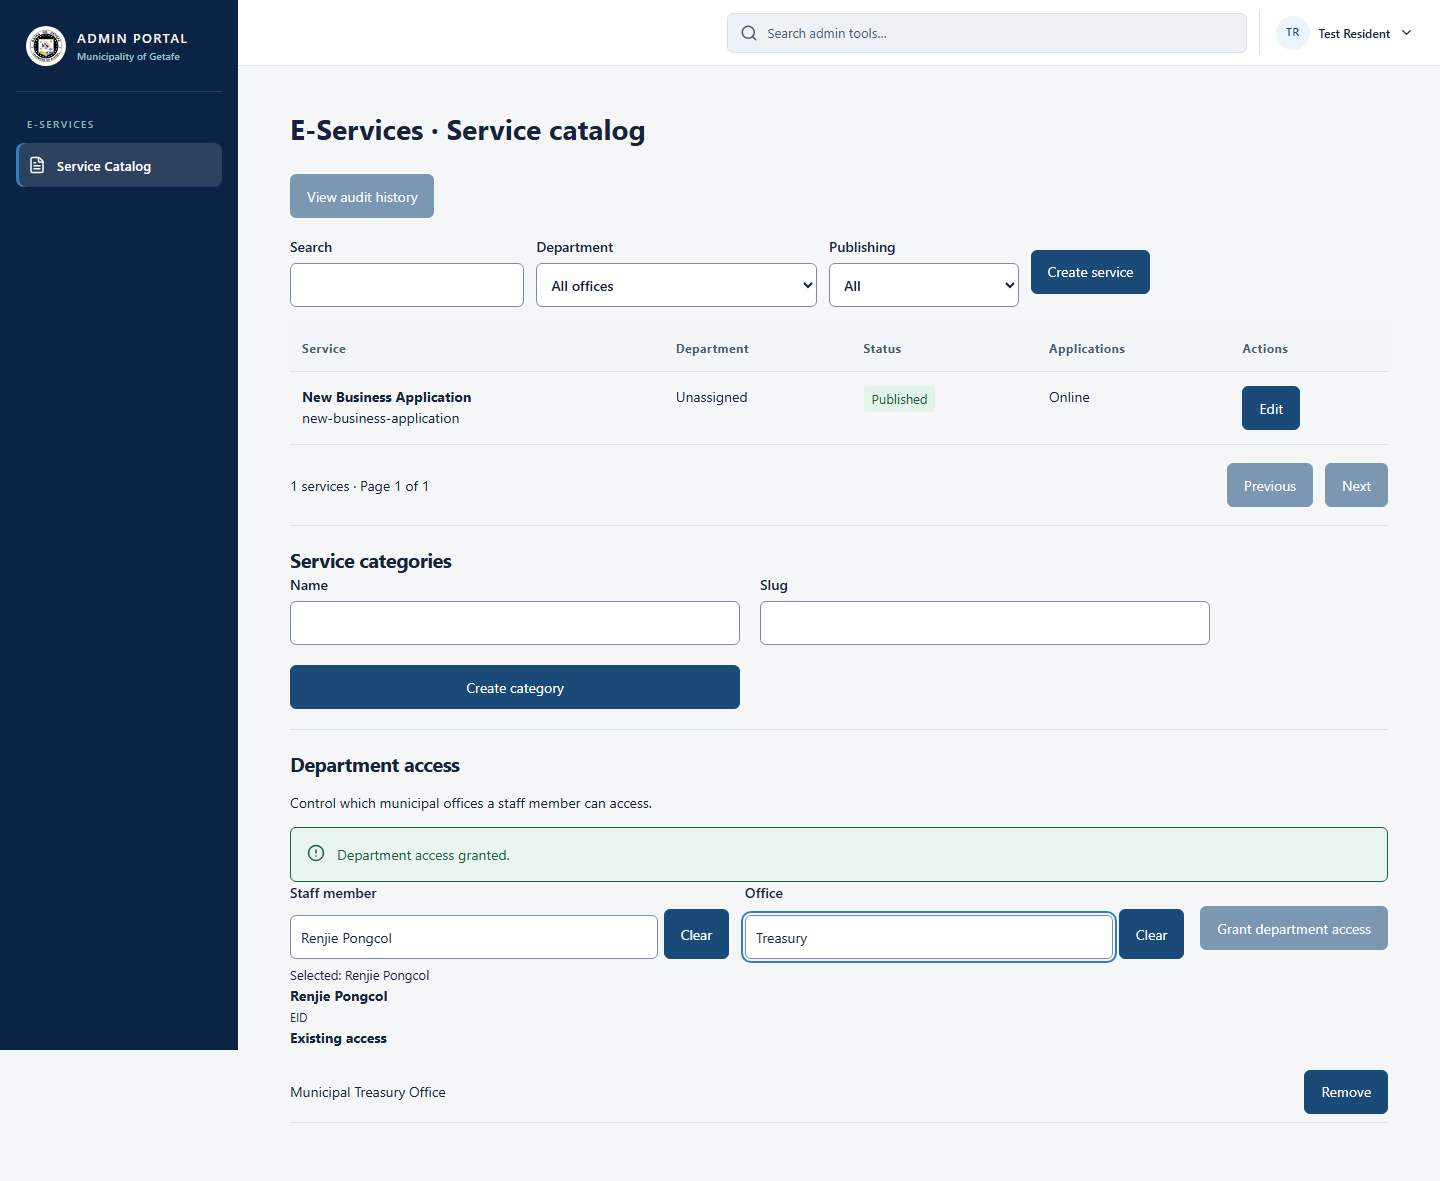 ADMIN PORTAL
Municipality of Getafe
Search admin tools...
TR
Test Resident
E-SERVICES
Service Catalog
E-Services · Service catalog
View audit history
Search
Department
Publishing
All offices
All
Create service
Service Department Status Applications Actions
New Business Application Unassigned Published Online Edit
new-business-application
1 services · Page 1 of 1
Previous
Next
Service categories
Name
Slug
Create category
Department access
Control which municipal offices a staff member can access.
Department access granted.
Staff member
Office
Renjie Pongcol
Clear
Treasury
Clear
Grant department access
Selected: Renjie Pongcol
Renjie Pongcol
EID
Existing access
Municipal Treasury Office
Remove